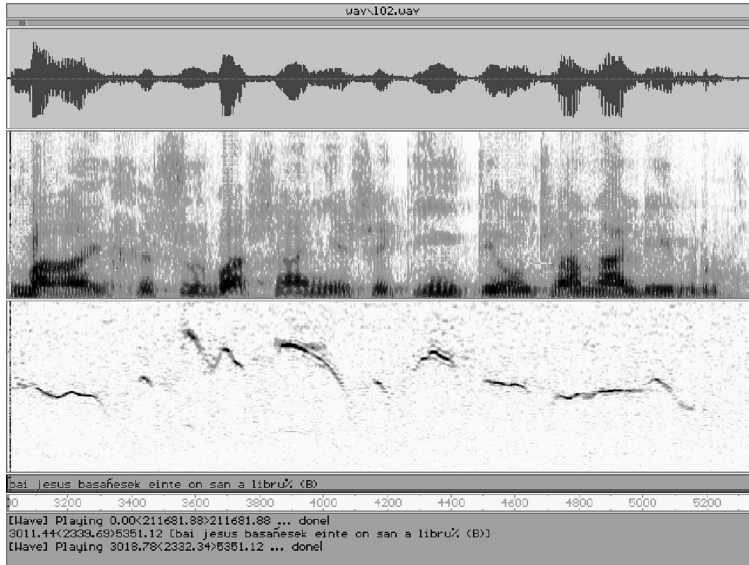 wav\102.wav
bai jesus basañesek einte on san a libru% (B)
00 3200 3400 3600 3800 4000 4200 4400 4600 4800 5000 5200
[Wave] Playing 0.00<211681.88>211681.88 ... done!
3011.44<2339.69>5351.12 [bai jesus basañesek einte on san a libru% (B)]
[Wave] Playing 3018.78<2332.34>5351.12 ... done!